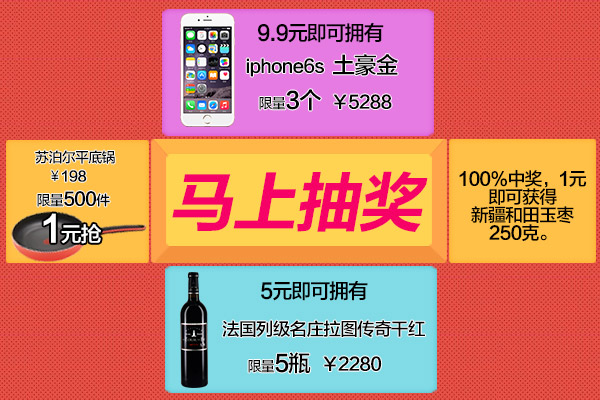 9.9元即可拥有
iphone6s 土豪金
限量3个 ￥5288
苏泊尔平底锅
￥198
限量500件
1元抢
马上抽奖
100%中奖，1元
即可获得
新疆和田玉枣
250克。
5元即可拥有
法国列级名庄拉图传奇干红
限量5瓶 ￥2280